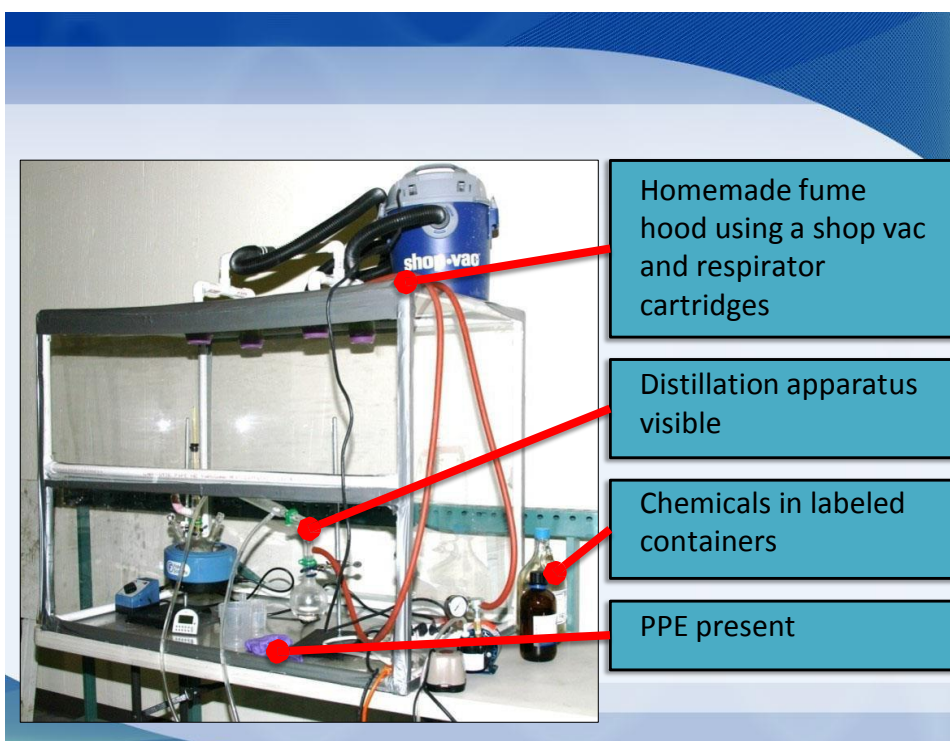 shop·vac
Homemade fume
hood using a shop vac
and respirator
cartridges
Distillation apparatus
visible
Chemicals in labeled
containers
PPE present